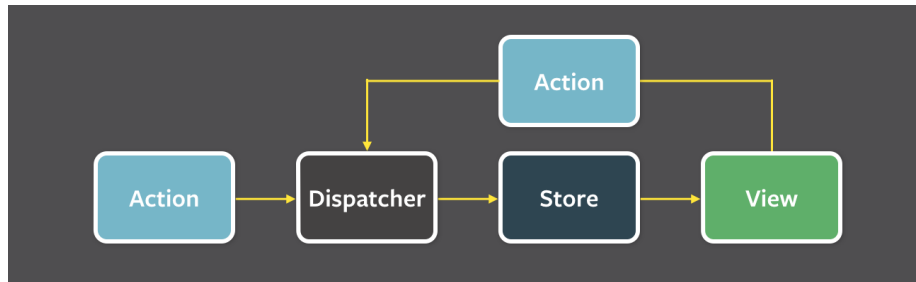 Action
Action
Dispatcher
Store
View